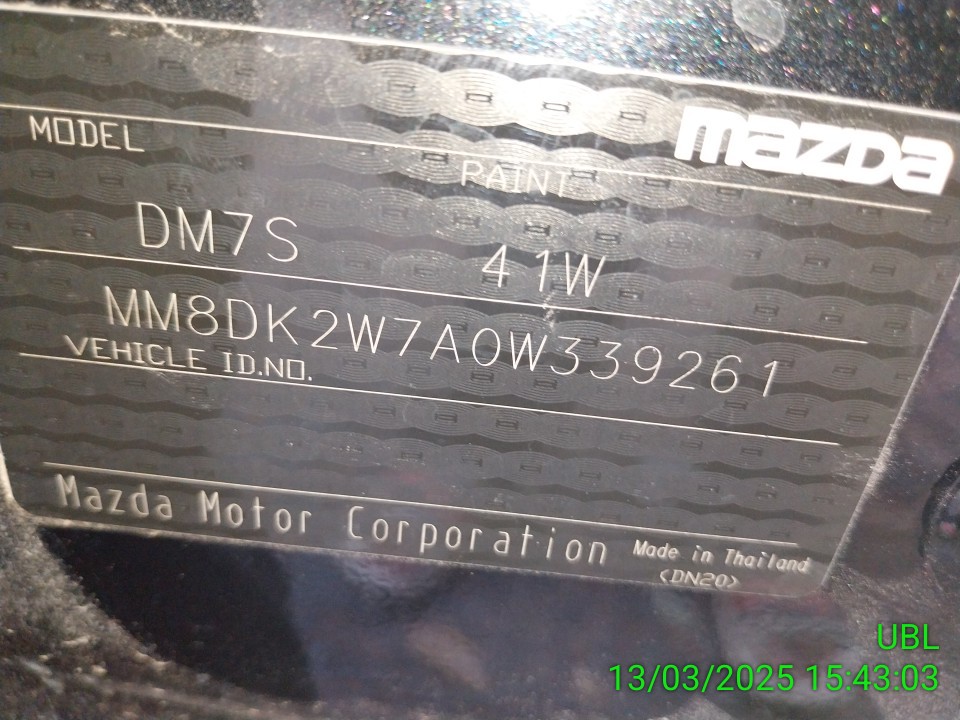 mazda
MODEL PAINT
DM7S 41W
MM8DK2W7A0W339261
VEHICLE ID.NO.
Mazda Motor Corporation Made in Thailand
(DN20)
UBL
13/03/2025 15:43:03